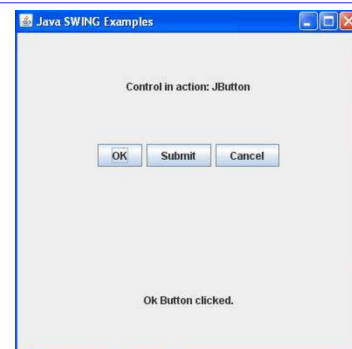 Java SWING Examples
Control in action: JButton
OK Submit Cancel
Ok Button clicked.